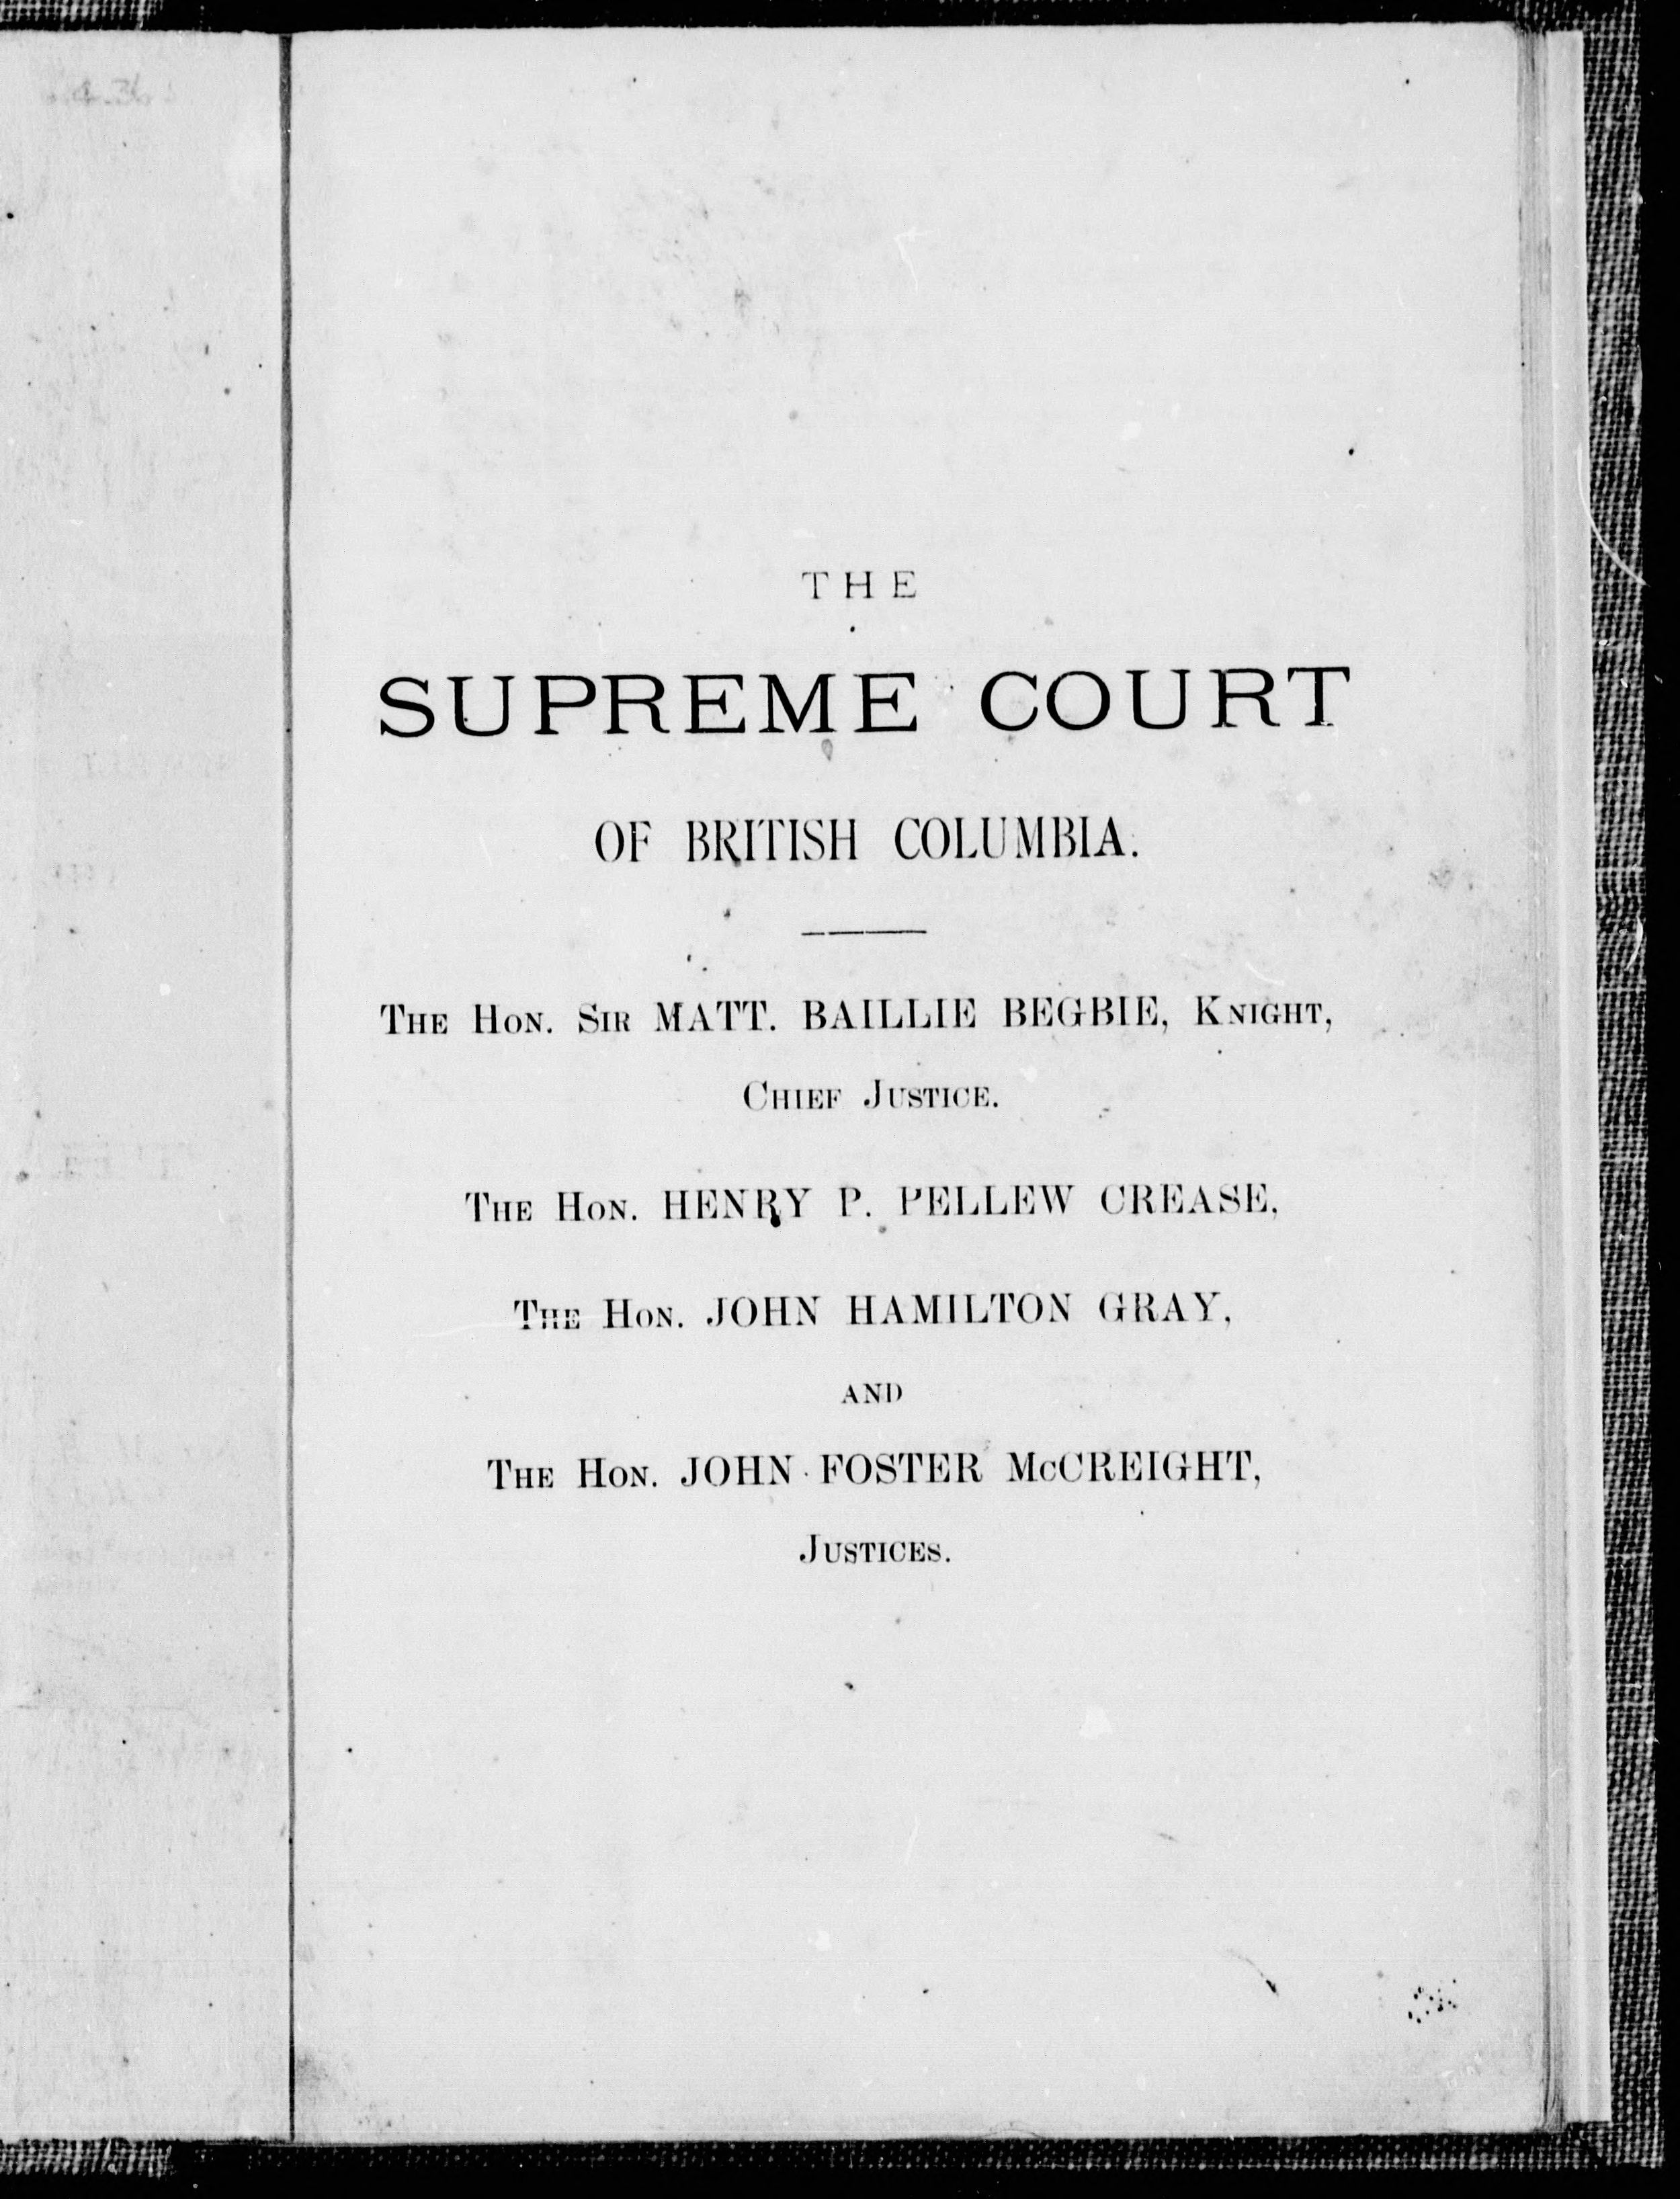 THE
SUPREME COURT
OF BRITISH COLUMBIA.
THE HON. SIR MATT. BAILLIE BEGBIE, KNIGHT,
CHIEF JUSTICE.
THE HON. HENRY P. PELLEW CREASE,
THE HON. JOHN HAMILTON GRAY,
AND
THE HON. JOHN FOSTER McCREIGHT,
JUSTICES.